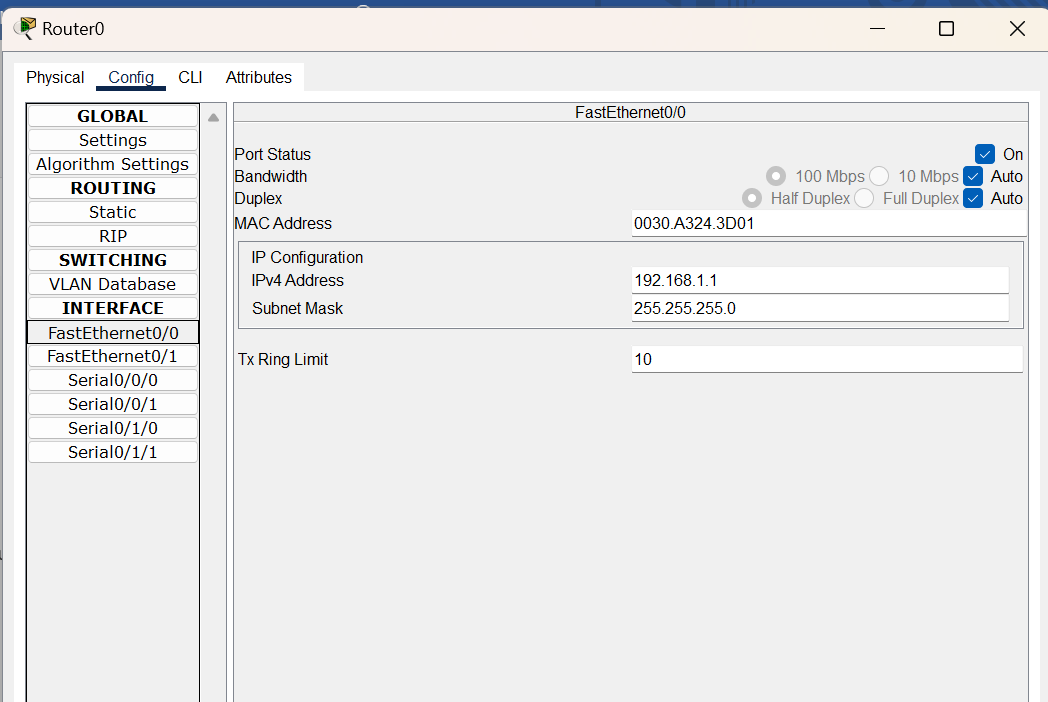 Router0
Physical Config CLI Attributes
GLOBAL
Settings
Algorithm Settings
ROUTING
Static
RIP
SWITCHING
VLAN Database
INTERFACE
FastEthernet0/0
FastEthernet0/1
Serial0/0/0
Serial0/0/1
Serial0/1/0
Serial0/1/1
FastEthernet0/0
Port Status On
Bandwidth 100 Mbps 10 Mbps Auto
Duplex Half Duplex Full Duplex Auto
MAC Address 0030.A324.3D01
IP Configuration
IPv4 Address 192.168.1.1
Subnet Mask 255.255.255.0
Tx Ring Limit 10